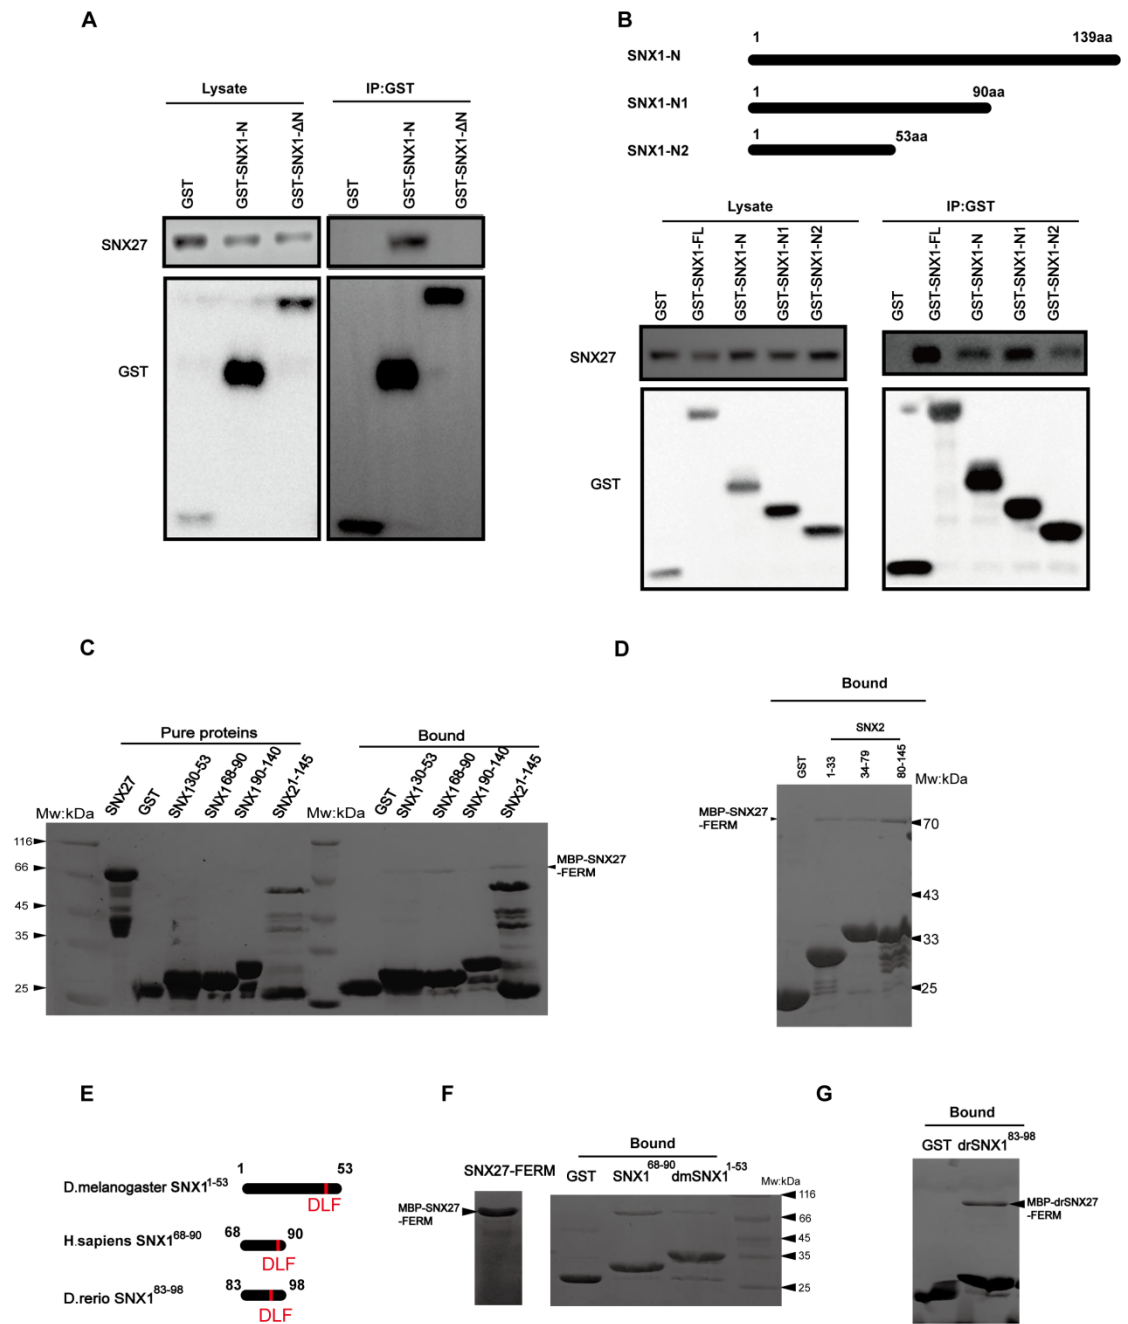 A
Lysate
IP:GST
GST
GST-SNX1-N
GST-SNX1-ΔN
GST
GST-SNX1-N
GST-SNX1-ΔN
SNX27
GST
B
SNX1-N
1
139aa
SNX1-N1
1
90aa
SNX1-N2
1
53aa
Lysate
IP:GST
GST
GST-SNX1-FL
GST-SNX1-N
GST-SNX1-N1
GST-SNX1-N2
GST
GST-SNX1-FL
GST-SNX1-N
GST-SNX1-N1
GST-SNX1-N2
SNX27
GST
C
Pure proteins
Bound
Mw:kDa
SNX27
GST
SNX130-53
SNX168-90
SNX190-140
SNX21-145
Mw:kDa
GST
SNX130-53
SNX168-90
SNX190-140
SNX21-145
116
66
45
35
25
MBP-SNX27
-FERM
D
Bound
SNX2
GST
1-33
34-79
80-145
Mw:kDa
MBP-SNX27
-FERM
70
43
33
25
E
1
53
D.melanogaster SNX1 1-53
DLF
68
90
H.sapiens SNX1 68-90
DLF
83
98
D.rerio SNX1 83-98
DLF
F
Bound
SNX27-FERM
GST
SNX1 68-90
dmSNX1 1-53
Mw:kDa
MBP-SNX27
-FERM
116
66
45
35
25
G
Bound
GST drSNX1 83-98
MBP-drSNX27
-FERM